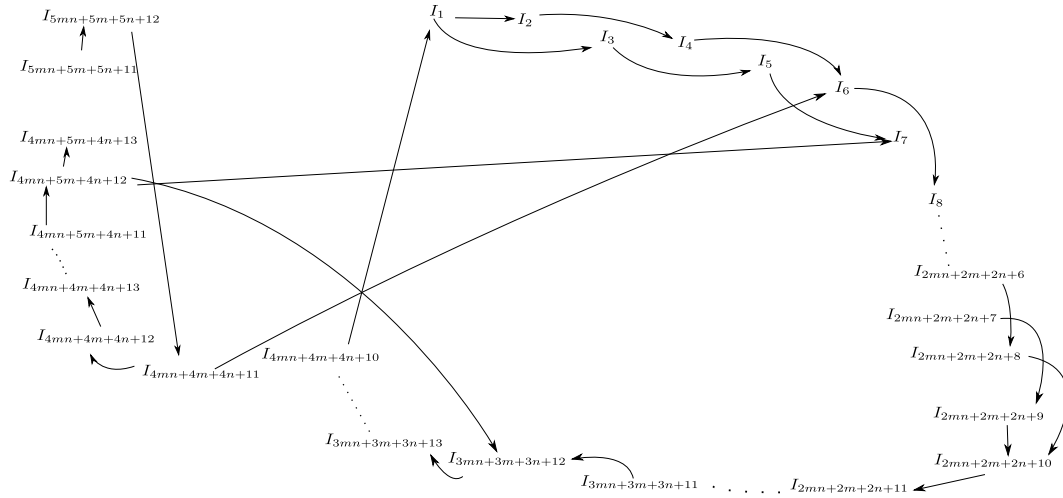 I_{5mn+5m+5n+12}
I_{5mn+5m+5n+11}
I_{4mn+5m+4n+13}
I_{4mn+5m+4n+12}
I_{4mn+5m+4n+11}
I_{4mn+4m+4n+13}
I_{4mn+4m+4n+12}
I_{4mn+4m+4n+11}
I_{4mn+4m+4n+10}
I_{3mn+3m+3n+13}
I_{3mn+3m+3n+12}
I_{3mn+3m+3n+11}
I_1
I_2
I_3
I_4
I_5
I_6
I_7
I_8
I_{2mn+2m+2n+6}
I_{2mn+2m+2n+7}
I_{2mn+2m+2n+8}
I_{2mn+2m+2n+9}
I_{2mn+2m+2n+10}
I_{2mn+2m+2n+11}